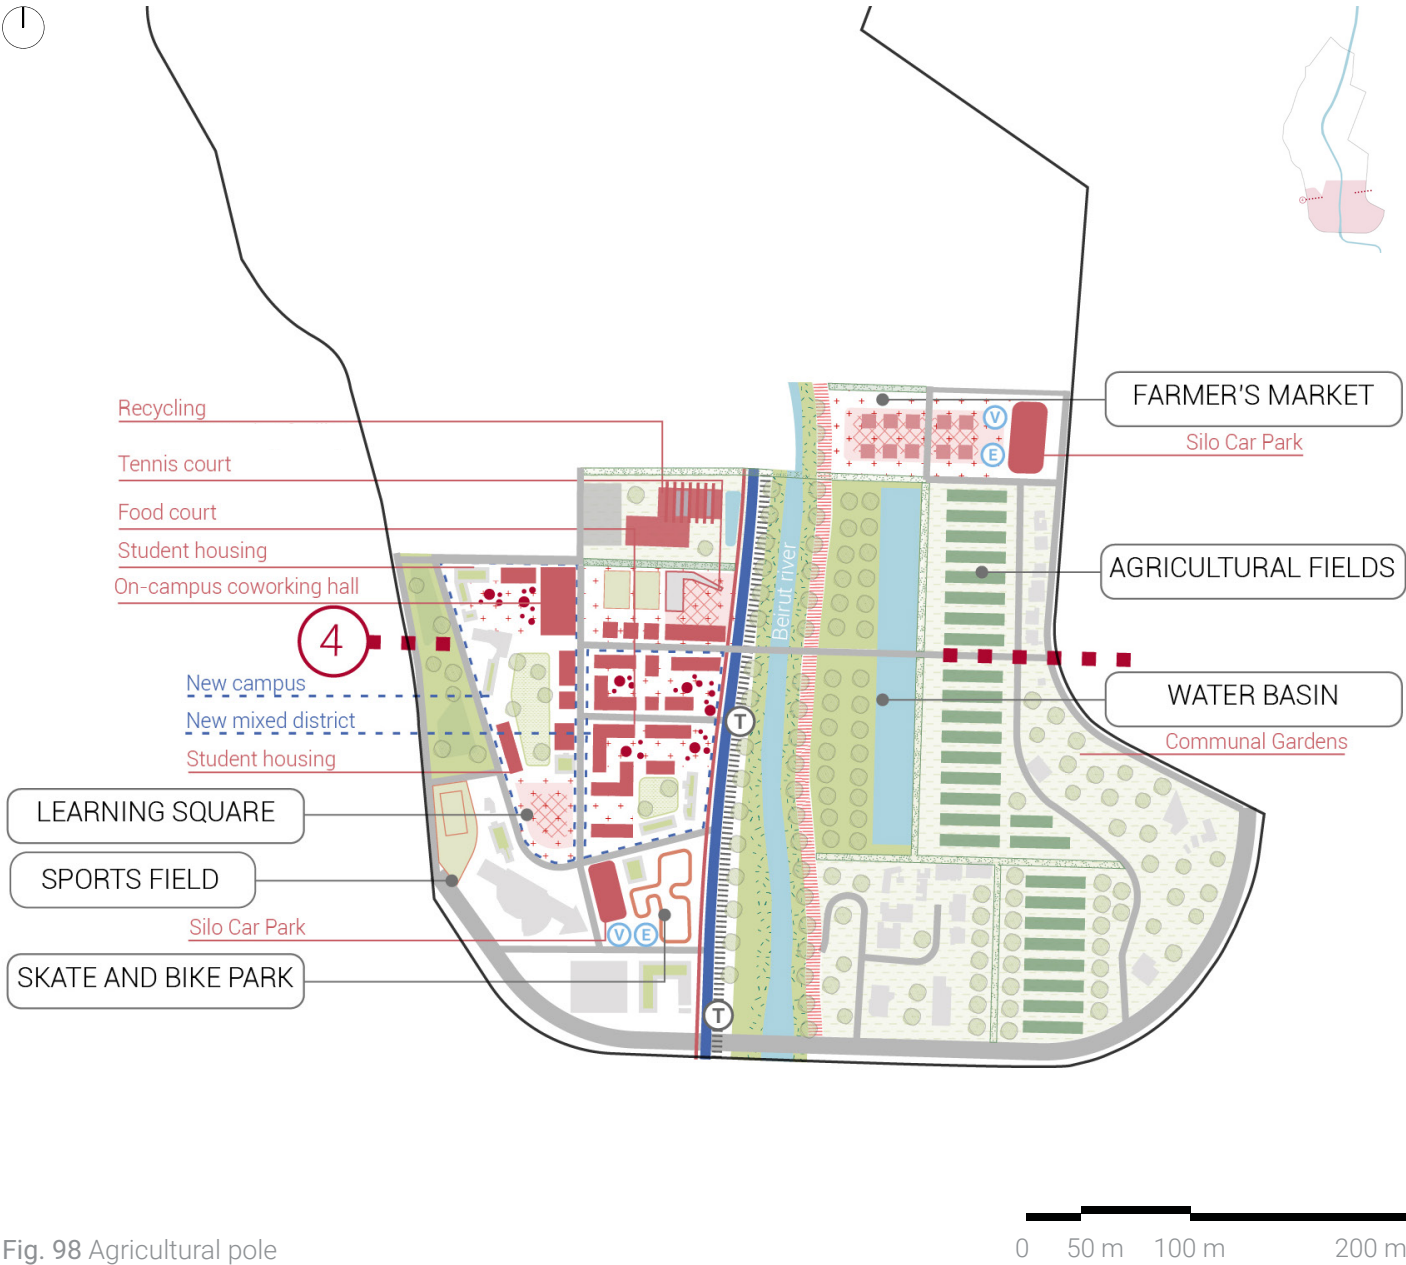 Recycling
Tennis court
Food court
Student housing
On-campus coworking hall
4
New campus
New mixed district
Student housing
LEARNING SQUARE
SPORTS FIELD
Silo Car Park
SKATE AND BIKE PARK
V
E
T
T
Beirut river
V
E
FARMER'S MARKET
Silo Car Park
AGRICULTURAL FIELDS
WATER BASIN
Communal Gardens
Fig. 98 Agricultural pole
0 50 m 100 m 200 m